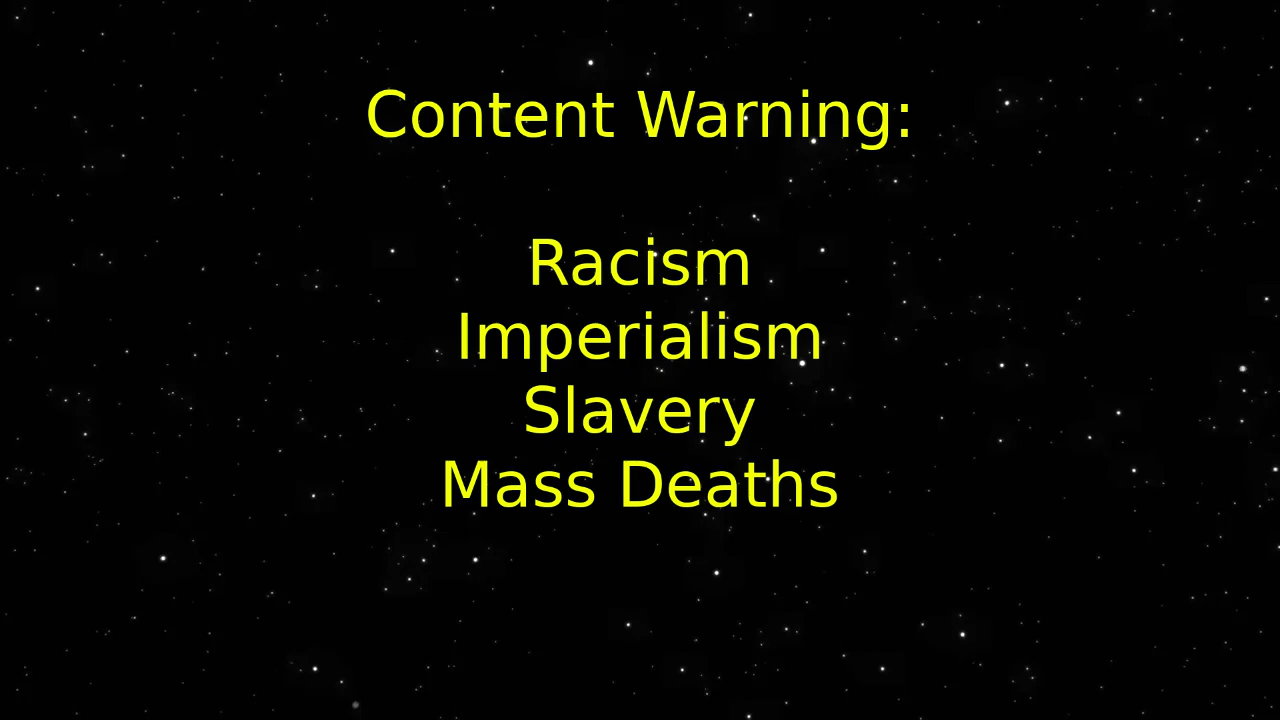 Content Warning:
Racism
Imperialism
Slavery
Mass Deaths